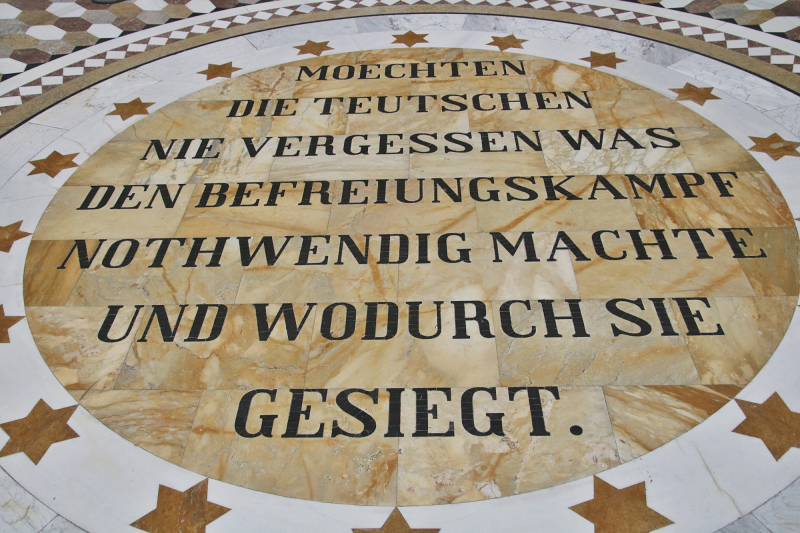 MOECHTEN
DIE TEUTSCHEN
NIE VERGESSEN WAS
DEN BEFREIUNGSKAMPF
NOTHWENDIG MACHTE
UND WODURCH SIE
GESIEGT.